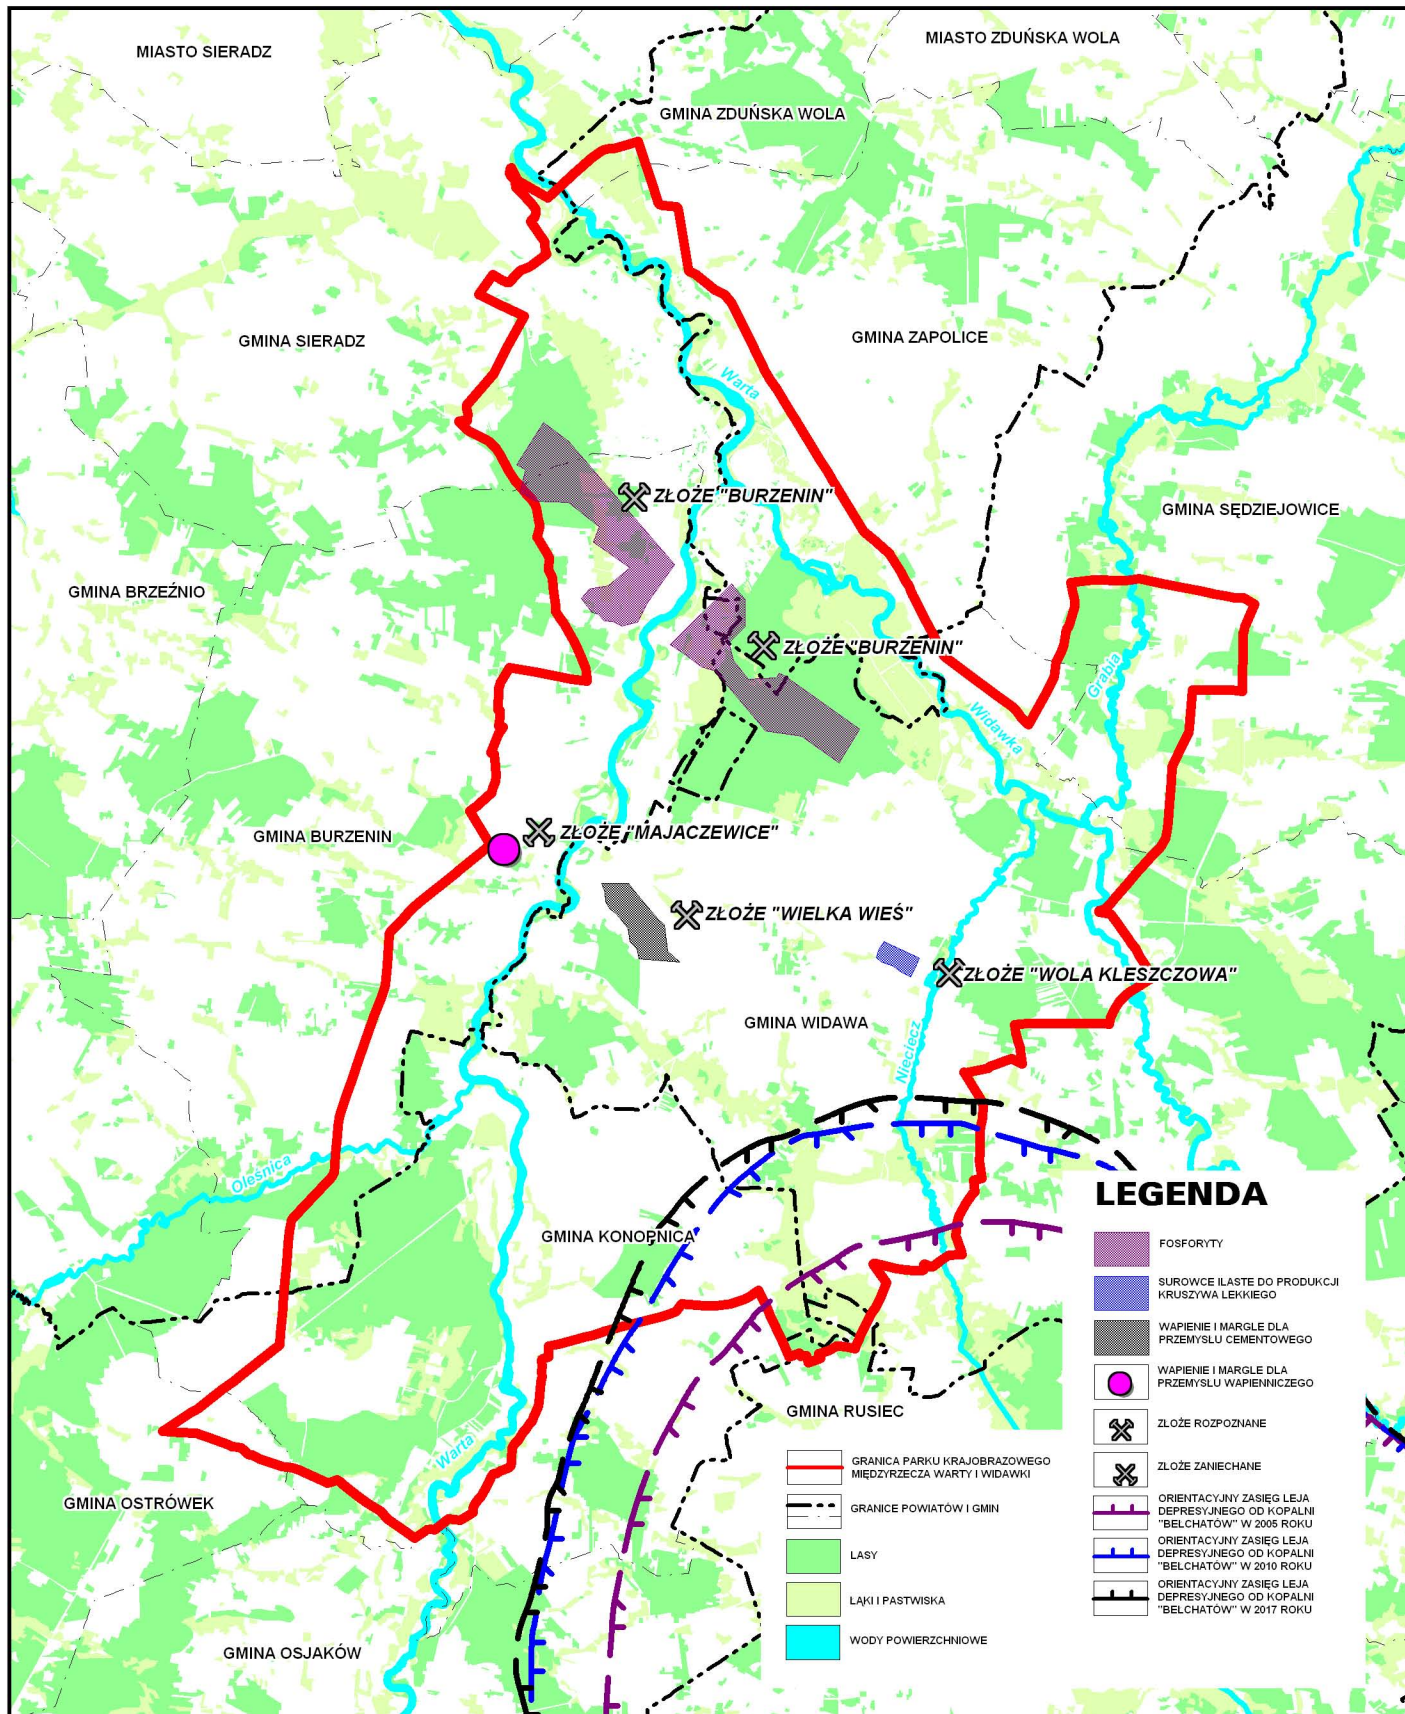 MIASTO SIERADZ
MIASTO ZDUŃSKA WOLA
GMINA ZDUŃSKA WOLA
GMINA SIERADZ
GMINA ZAPOLICE
Warta
ZŁOŻE "BURZENIN"
GMINA SĘDZIEJOWICE
GMINA BRZEŹNIO
ZŁOŻE "BURZENIN"
Grabia
Widawka
GMINA BURZENIN
ZŁOŻE "MAJACZEWICE"
ZŁOŻE "WIELKA WIEŚ"
ZŁOŻE "WOLA KLESZCZOWA"
GMINA WIDAWA
Nieciecz
Oleśnica
GMINA KONOPNICA
GMINA RUSIEC
Warta
GMINA OSTRÓWEK
GMINA OSJAKÓW
LEGENDA
FOSFORYTY
SUROWCE ILASTE DO PRODUKCJI
KRUSZYWA LEKKIEGO
WAPIENIE I MARGLE DLA
PRZEMYSLU CEMENTOWEGO
WAPIENIE I MARGLE DLA
PRZEMYSLU WAPIENNICZEGO
ZŁOŻE ROZPOZNANE
ZŁOŻE ZANIECHANE
ORIENTACYJNY ZASIĘG LEJA
DEPRESYJNEGO OD KOPALNI
"BELCHATÓW" W 2005 ROKU
ORIENTACYJNY ZASIĘG LEJA
DEPRESYJNEGO OD KOPALNI
"BELCHATÓW" W 2010 ROKU
ORIENTACYJNY ZASIĘG LEJA
DEPRESYJNEGO OD KOPALNI
"BELCHATÓW" W 2017 ROKU
GRANICA PARKU KRAJOBRAZOWEGO
MIĘDZYRZECZA WARTY I WIDAWKI
GRANICE POWIATÓW I GMIN
LASY
ŁĄKI I PASTWISKA
WODY POWIERZCHNIOWE